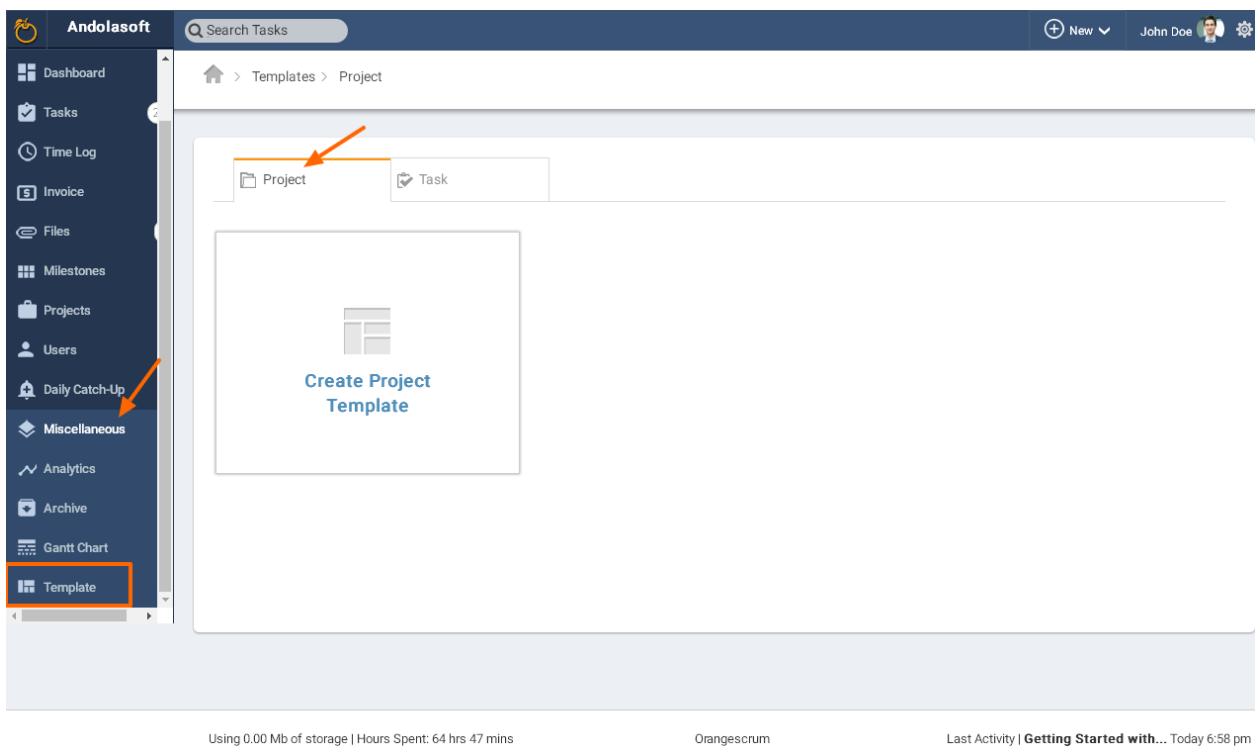 Andolasoft
Search Tasks
New
John Doe
Dashboard
Tasks
Time Log
Invoice
Files
Milestones
Projects
Users
Daily Catch-Up
Miscellaneous
Analytics
Archive
Gantt Chart
Template
> Templates > Project
Project
Task
Create Project
Template
Using 0.00 Mb of storage | Hours Spent: 64 hrs 47 mins
Orangescrum
Last Activity | Getting Started with... Today 6:58 pm